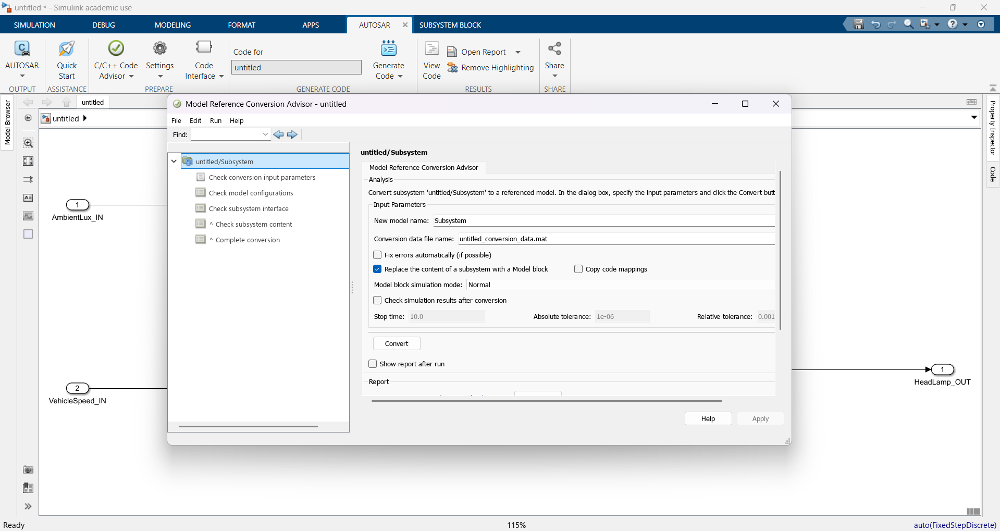 untitled * - Simulink academic use
SIMULATION
DEBUG
MODELING
FORMAT
APPS
AUTOSAR
SUBSYSTEM BLOCK
AUTOSAR
OUTPUT
Quick
Start
ASSISTANCE
C/C++ Code
Advisor
Settings
Code
Interface
PREPARE
Code for
untitled
Generate
Code
GENERATE CODE
View
Code
Open Report
Remove Highlighting
RESULTS
Share
SHARE
Model Browser
untitled
untitled
Property Inspector
Code
1
AmbientLux_IN
2
VehicleSpeed_IN
1
HeadLamp_OUT
Model Reference Conversion Advisor - untitled
File Edit Run Help
Find:
untitled/Subsystem
Check conversion input parameters
Check model configurations
Check subsystem interface
^ Check subsystem content
^ Complete conversion
untitled/Subsystem
Model Reference Conversion Advisor
Analysis
Convert subsystem 'untitled/Subsystem' to a referenced model. In the dialog box, specify the input parameters and click the Convert butt
Input Parameters
New model name: Subsystem
Conversion data file name: untitled_conversion_data.mat
Fix errors automatically (if possible)
Replace the content of a subsystem with a Model block
Copy code mappings
Model block simulation mode: Normal
Check simulation results after conversion
Stop time: 10.0
Absolute tolerance: 1e-06
Relative tolerance: 0.001
Convert
Show report after run
Report
Help
Apply
Ready
115%
auto(FixedStepDiscrete)